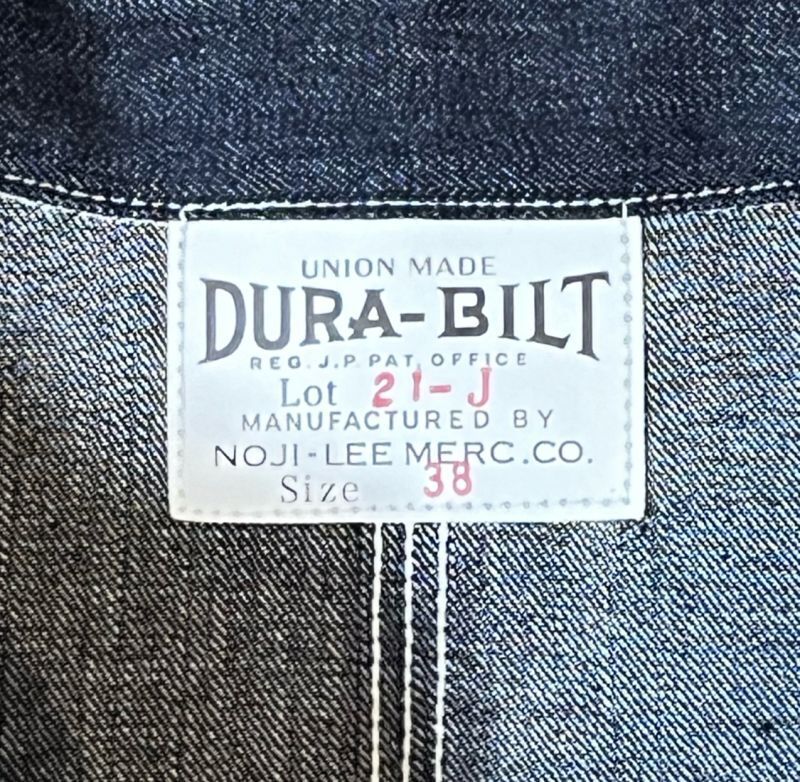 UNION MADE
DURA-BILT
REG. J.P. PAT. OFFICE
Lot 21-J
MANUFACTURED BY
NOJI-LEE MERC.CO.
Size 38